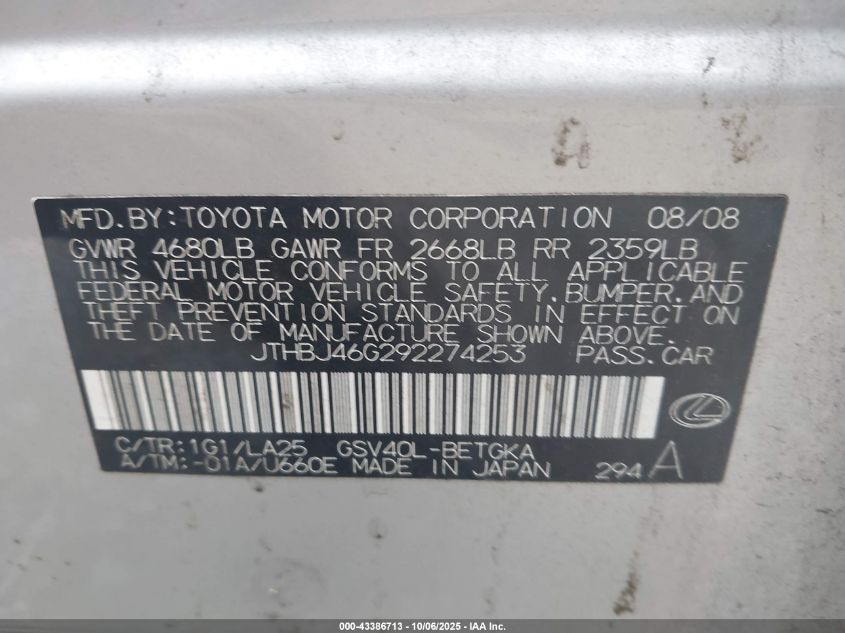 MFD.BY:TOYOTA MOTOR CORPORATION 08/08
GVWR 4680LB GAWR FR 2668LB RR 2359LB
THIS VEHICLE CONFORMS TO ALL APPLICABLE
FEDERAL MOTOR VEHICLE SAFETY,BUMPER,AND
THEFT PREVENTION STANDARDS IN EFFECT ON
THE DATE OF MANUFACTURE SHOWN ABOVE.
JTHBJ46G292274253 PASS.CAR
C/TR:1G1/LA25 GSV40L-BETGKA
A/TM:-01A/U660E MADE IN JAPAN 294 A
000-43386713 - 10/06/2025 - IAA Inc.